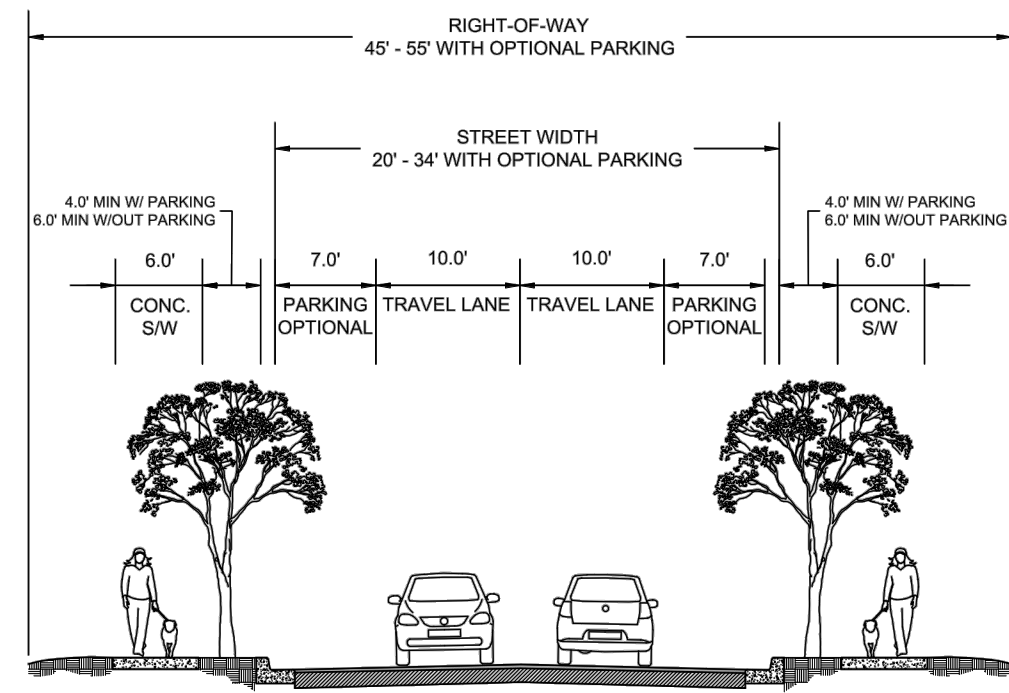 RIGHT-OF-WAY
45' - 55' WITH OPTIONAL PARKING
STREET WIDTH
20' - 34' WITH OPTIONAL PARKING
4.0' MIN W/ PARKING
6.0' MIN W/OUT PARKING
4.0' MIN W/ PARKING
6.0' MIN W/OUT PARKING
6.0' 7.0' 10.0' 10.0' 7.0' 6.0'
CONC. PARKING TRAVEL LANE TRAVEL LANE PARKING CONC.
S/W OPTIONAL OPTIONAL S/W